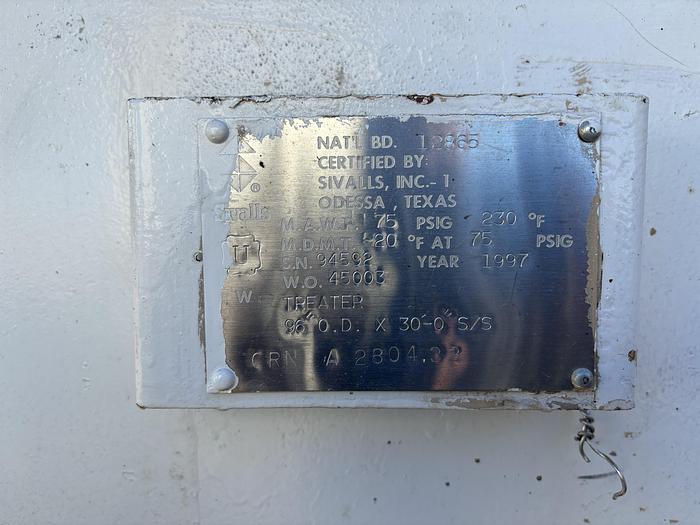 NAT'L BD. 12865
CERTIFIED BY:
SIVALLS, INC.-1
ODESSA, TEXAS
Sivalls ®
M.A.W.P. 75 PSIG 230 °F
U
M.D.M.T. -20 °F AT 75 PSIG
S.N. 94592 YEAR 1997
W.O. 45003
W
TREATER
96" O.D. X 30-0" S/S
CRN A 2804.32